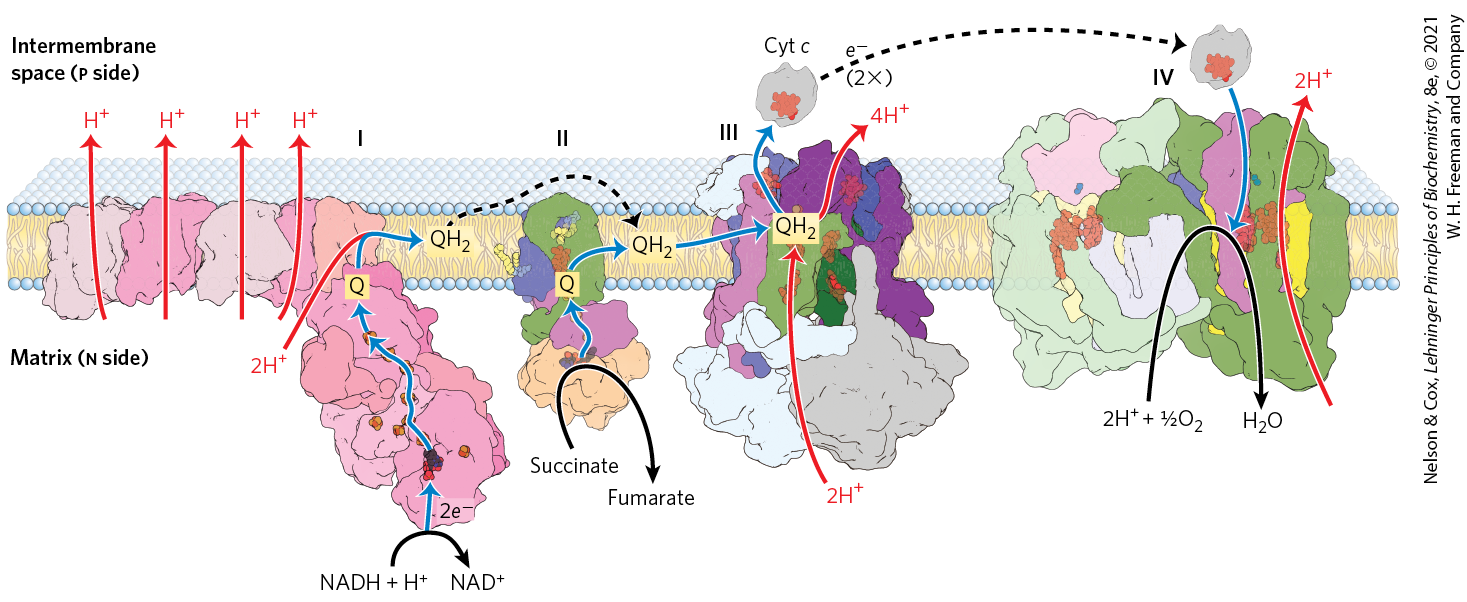 Intermembrane
space (P side)
H⁺
H⁺
H⁺
H⁺
I
II
III
Cyt c
e⁻
(2×)
4H⁺
IV
2H⁺
QH₂
QH₂
QH₂
Q
Q
Matrix (N side)
2H⁺
2H⁺ + ½O₂
H₂O
Succinate
Fumarate
2H⁺
2e⁻
NADH + H⁺
NAD⁺
Nelson & Cox, Lehninger Principles of Biochemistry, 8e, © 2021
W. H. Freeman and Company